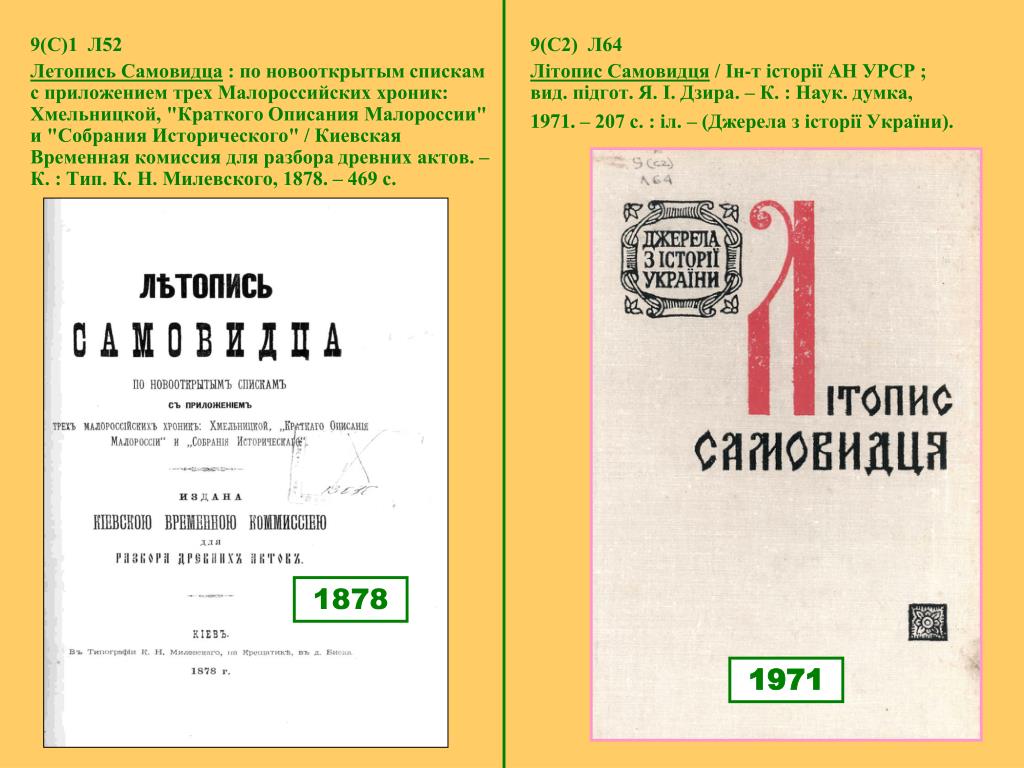 9(С)1 Л52
Летопись Самовидца : по новооткрытым спискам
с приложением трех Малороссийских хроник:
Хмельницкой, "Краткого Описания Малороссии"
и "Собрания Исторического" / Киевская
Временная комиссия для разбора древних актов. –
К. : Тип. К. Н. Милевского, 1878. – 469 с.
ЛѢТОПИСЬ
САМОВИДЦА
ПО НОВООТКРЫТЫМЪ СПИСКАМЪ
СЪ ПРИЛОЖЕНІЕМЪ
ТРЕХЪ МАЛОРОССІЙСКИХЪ ХРОНИКЪ: ХМЕЛЬНИЦКОЙ, „КРАТКАГО ОПИСАНІЯ
МАЛОРОССІИ“ И „СОБРАНІЯ ИСТОРИЧЕСКАГО“.
ИЗДАНА
КІЕВСКОЮ ВРЕМЕННОЮ КОММИССІЕЮ
ДЛЯ
РАЗБОРА ДРЕВНИХЪ АКТОВЪ.
1878
КІЕВЪ.
Въ Типографіи К. Н. Милевскаго, на Крещатикѣ, въ д.
1878 г.
9(С2) Л64
Літопис Самовидця / Ін-т історії АН УРСР ;
вид. підгот. Я. І. Дзира. – К. : Наук. думка,
1971. – 207 с. : іл. – (Джерела з історії України).
9(с2)
Л64
ДЖЕРЕЛА
З ІСТОРІЇ
УКРАЇНИ
ЛІТОПИС
САМОВИДЦЯ
1971